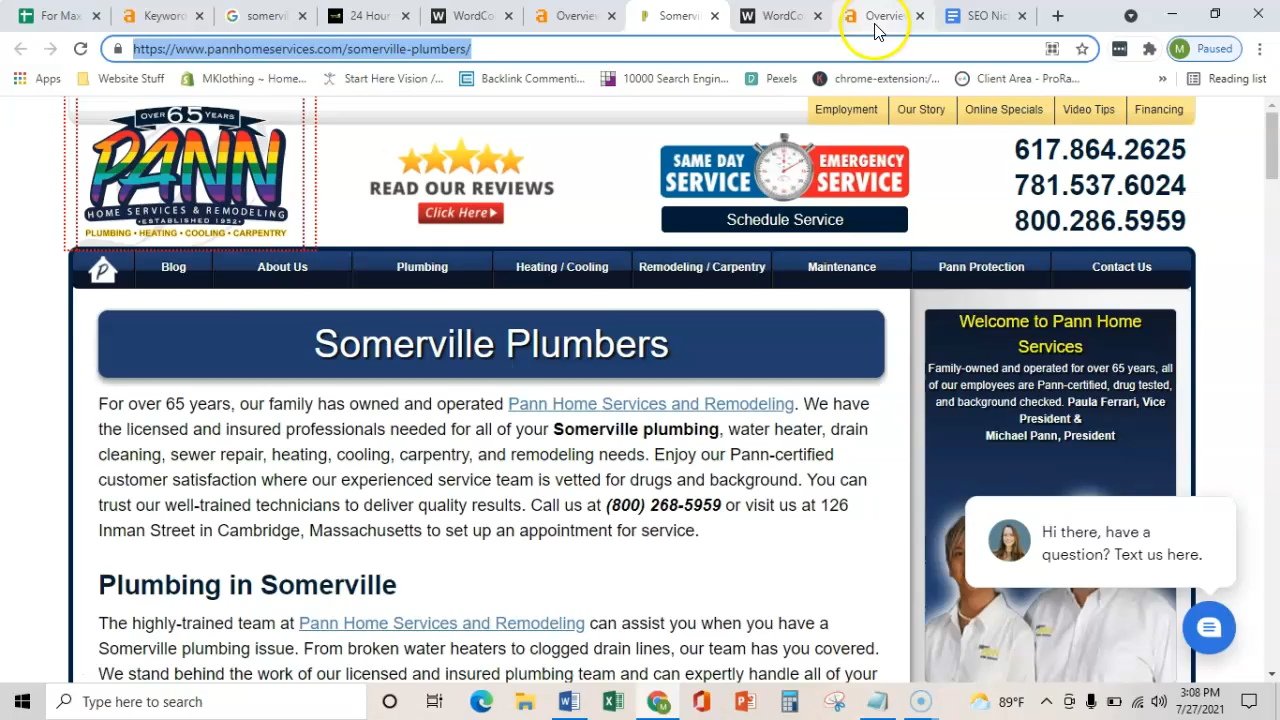 For Max
Keyword
somervil
24 Hour
WordCo
Overview
Somervi
WordCo
Overvie
SEO Nic
https://www.pannhomeservices.com/somerville-plumbers/
M Paused
Apps
Website Stuff
MKlothing ~ Home...
Start Here Vision /...
Backlink Commenti...
10000 Search Engin...
Pexels
chrome-extension:/...
Client Area - ProRa...
»
Reading list
Employment
Our Story
Online Specials
Video Tips
Financing
OVER 65 YEARS
PANN
HOME SERVICES & REMODELING
ESTABLISHED 1952
PLUMBING • HEATING • COOLING • CARPENTRY
READ OUR REVIEWS
Click Here
SAME DAY SERVICE
EMERGENCY SERVICE
Schedule Service
617.864.2625
781.537.6024
800.286.5959
Blog
About Us
Plumbing
Heating / Cooling
Remodeling / Carpentry
Maintenance
Pann Protection
Contact Us
Somerville Plumbers
For over 65 years, our family has owned and operated Pann Home Services and Remodeling. We have
the licensed and insured professionals needed for all of your Somerville plumbing, water heater, drain
cleaning, sewer repair, heating, cooling, carpentry, and remodeling needs. Enjoy our Pann-certified
customer satisfaction where our experienced service team is vetted for drugs and background. You can
trust our well-trained technicians to deliver quality results. Call us at (800) 268-5959 or visit us at 126
Inman Street in Cambridge, Massachusetts to set up an appointment for service.
Plumbing in Somerville
The highly-trained team at Pann Home Services and Remodeling can assist you when you have a
Somerville plumbing issue. From broken water heaters to clogged drain lines, our team has you covered.
We stand behind the work of our licensed and insured plumbing team and can expertly handle all of your
Welcome to Pann Home
Services
Family-owned and operated for over 65 years, all
of our employees are Pann-certified, drug tested,
and background checked. Paula Ferrari, Vice
President &
Michael Pann, President
Hi there, have a
question? Text us here.
Type here to search
89°F
3:08 PM
7/27/2021